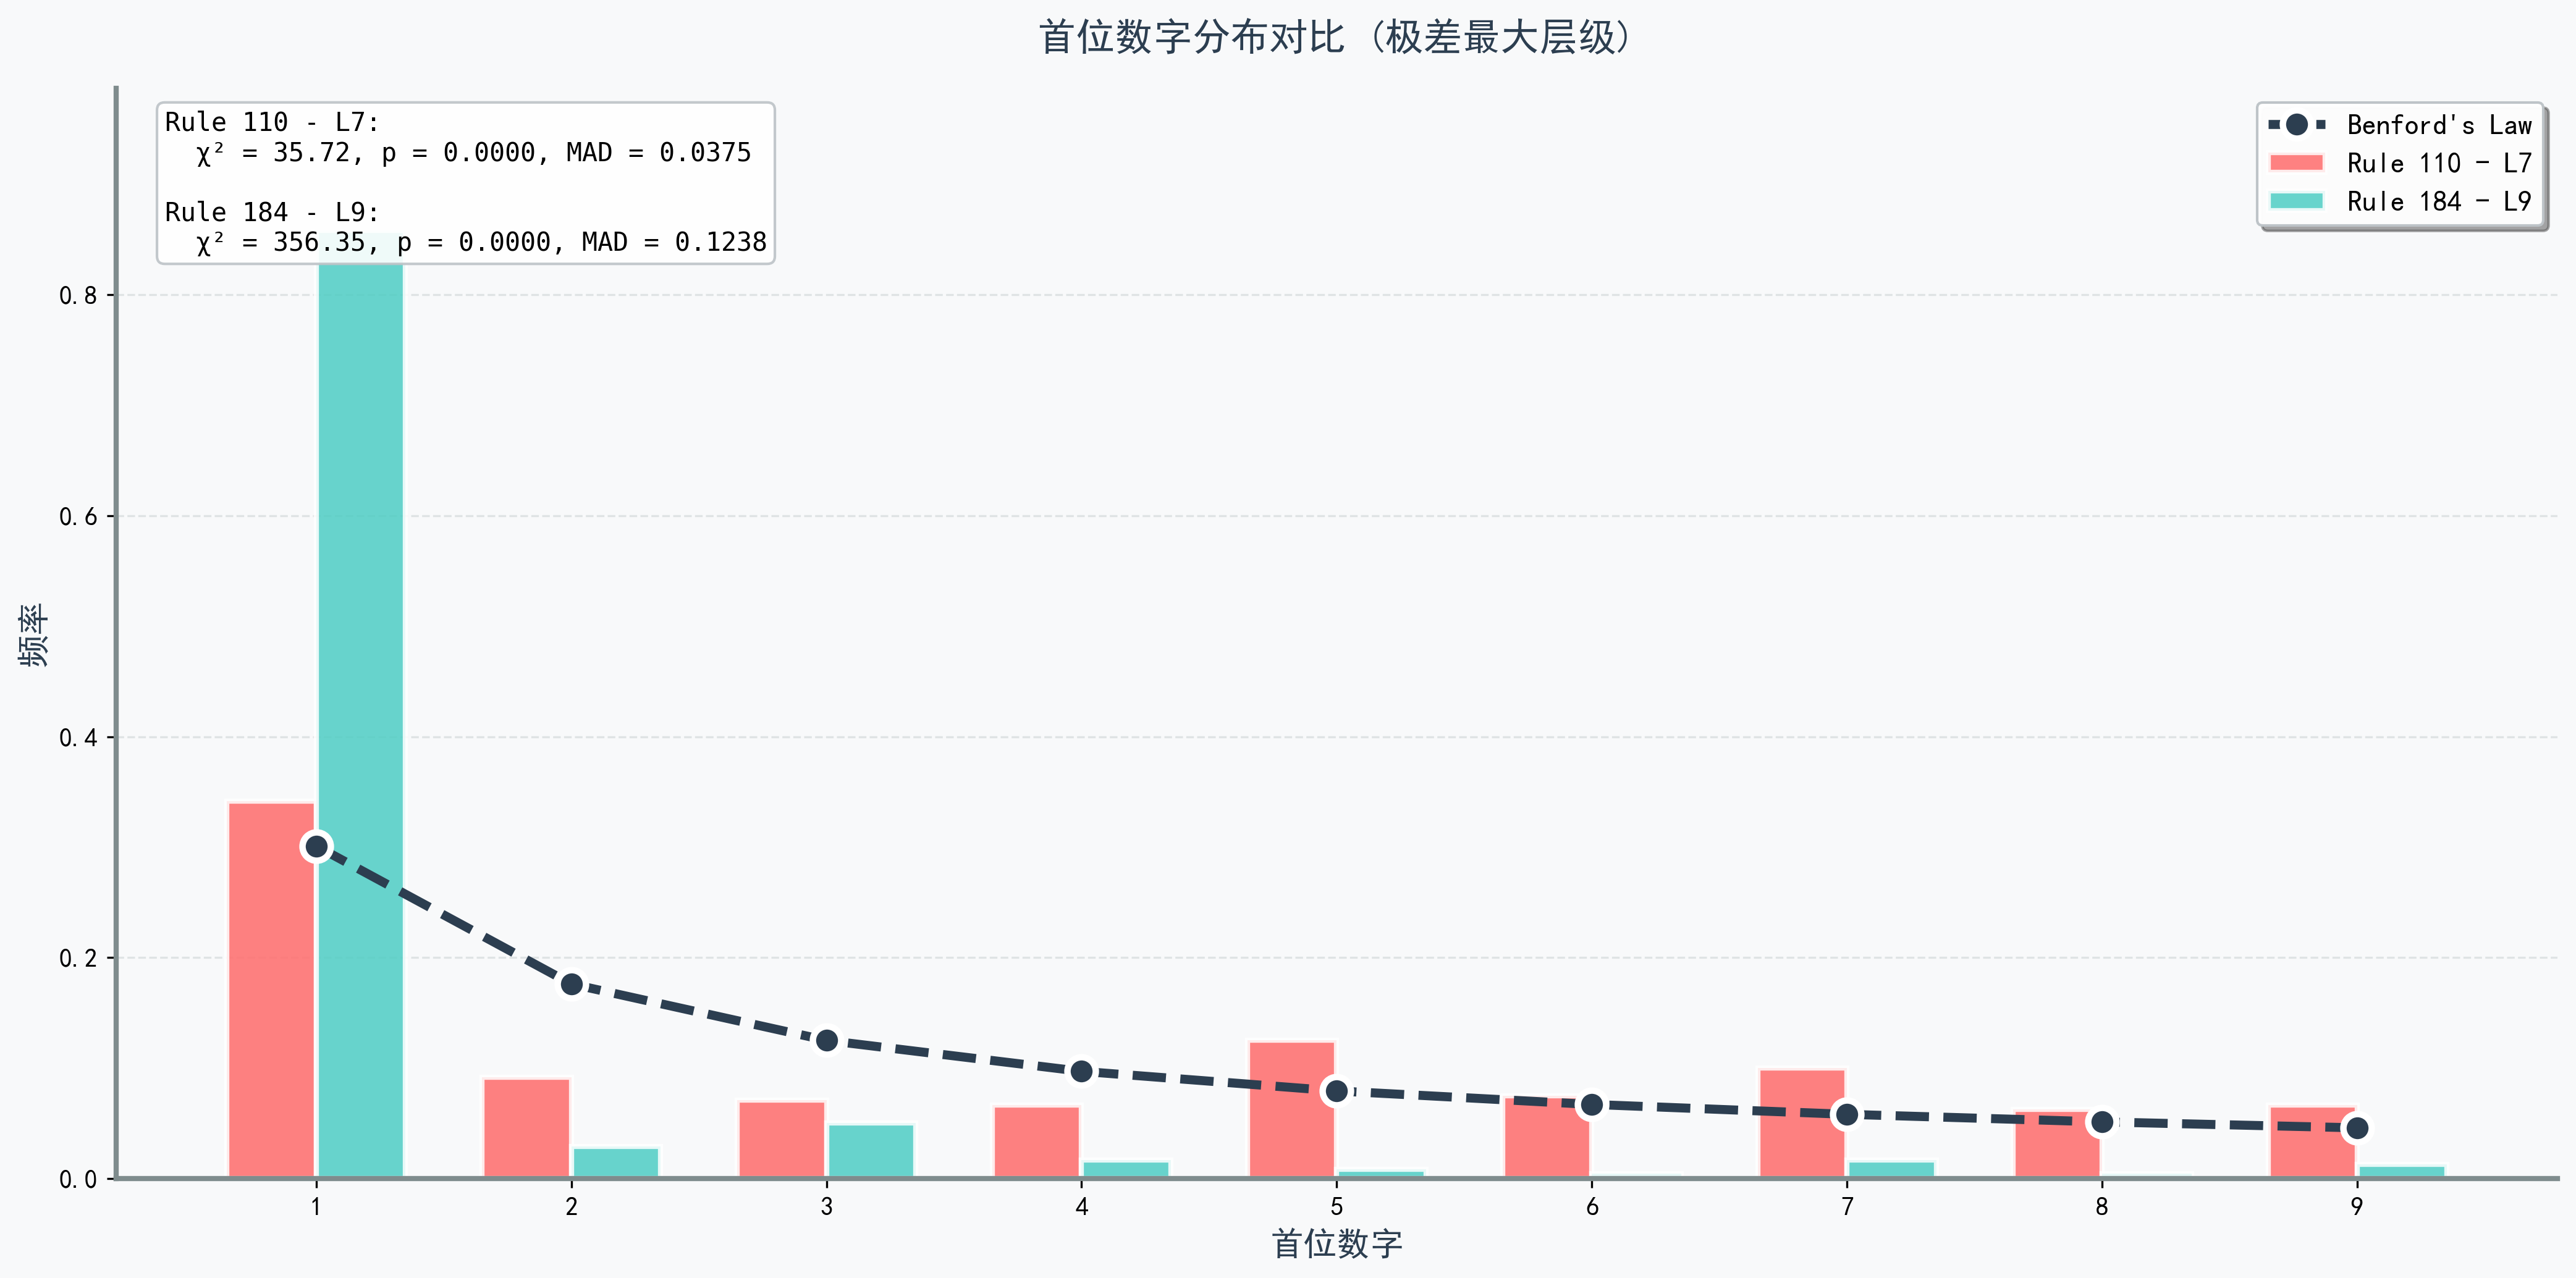 首位数字分布对比 (极差最大层级)
Rule 110 - L7:
χ² = 35.72, p = 0.0000, MAD = 0.0375
Rule 184 - L9:
χ² = 356.35, p = 0.0000, MAD = 0.1238
Benford's Law
Rule 110 - L7
Rule 184 - L9
频率
0.8
0.6
0.4
0.2
0.0
1 2 3 4 5 6 7 8 9
首位数字